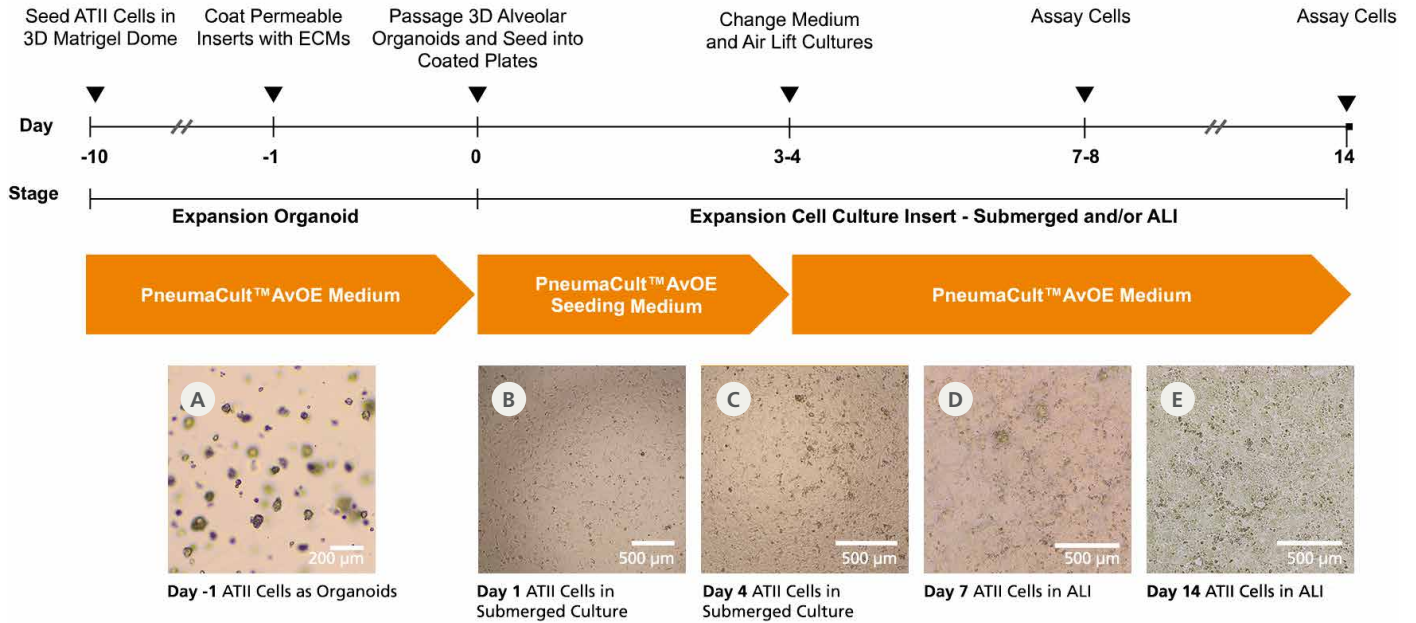 Seed ATII Cells in
3D Matrigel Dome
Coat Permeable
Inserts with ECMs
Passage 3D Alveolar
Organoids and Seed into
Coated Plates
Change Medium
and Air Lift Cultures
Assay Cells
Assay Cells
Day
-10
-1
0
3-4
7-8
14
Stage
Expansion Organoid
Expansion Cell Culture Insert - Submerged and/or ALI
PneumaCult™AvOE Medium
PneumaCult™AvOE
Seeding Medium
PneumaCult™AvOE Medium
A
200 µm
Day -1 ATII Cells as Organoids
B
500 µm
Day 1 ATII Cells in
Submerged Culture
C
500 µm
Day 4 ATII Cells in
Submerged Culture
D
500 µm
Day 7 ATII Cells in ALI
E
500 µm
Day 14 ATII Cells in ALI